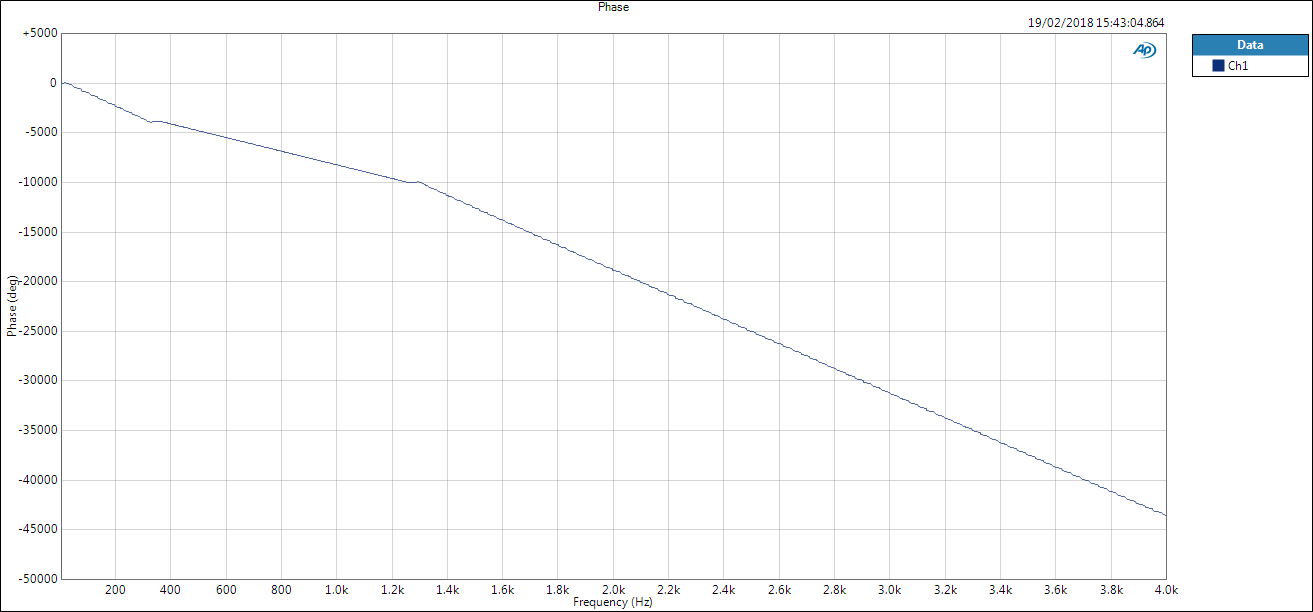 Phase
19/02/2018 15:43:04.864
Data
Ch1
AP
Phase (deg)
+5000
0
-5000
-10000
-15000
-20000
-25000
-30000
-35000
-40000
-45000
-50000
200 400 600 800 1.0k 1.2k 1.4k 1.6k 1.8k 2.0k 2.2k 2.4k 2.6k 2.8k 3.0k 3.2k 3.4k 3.6k 3.8k 4.0k
Frequency (Hz)